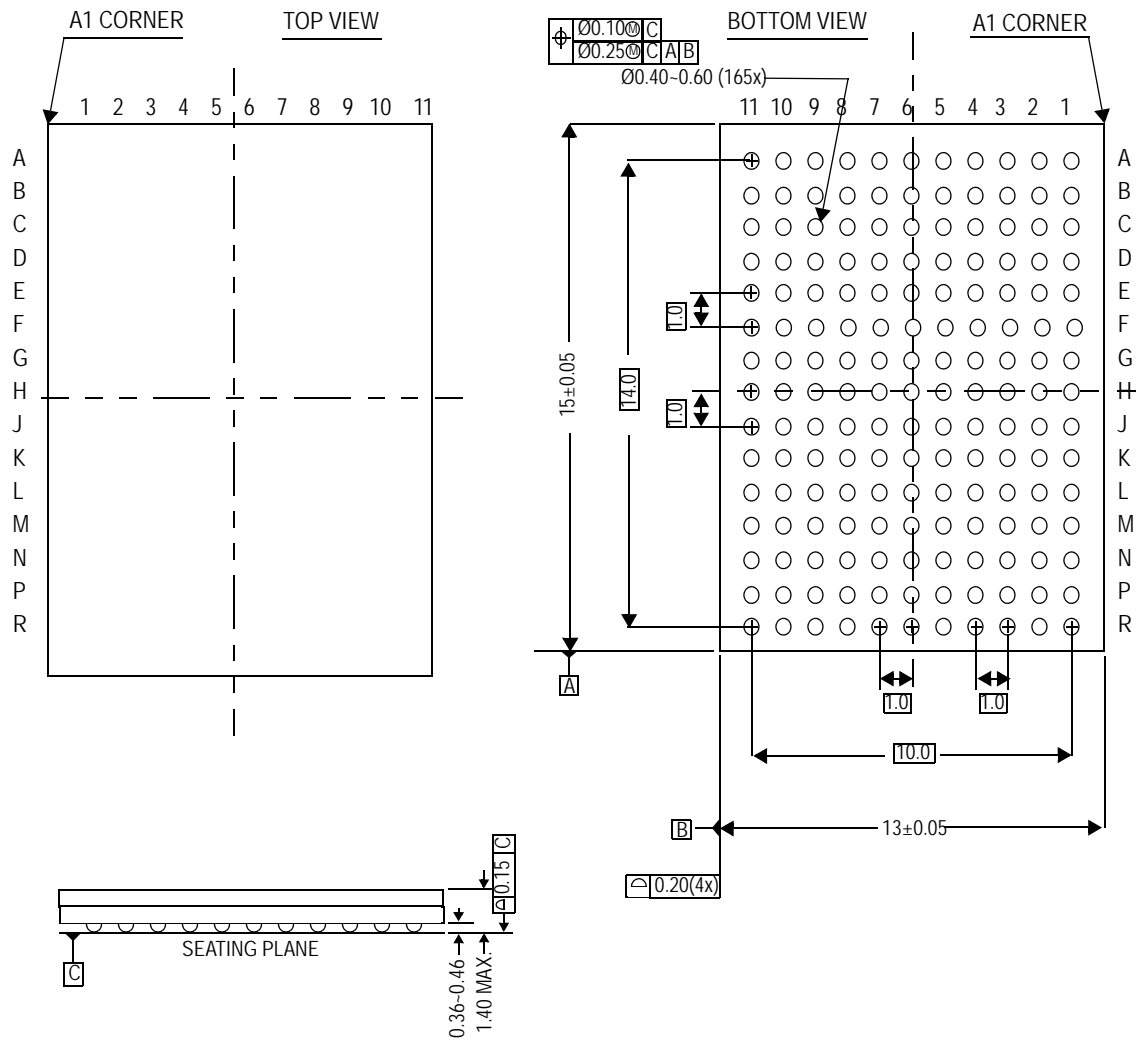 A1 CORNER
TOP VIEW
1 2 3 4 5 6 7 8 9 10 11
A
B
C
D
E
F
G
H
J
K
L
M
N
P
R
Ø0.10Ⓜ C
Ø0.25Ⓜ C A B
BOTTOM VIEW
A1 CORNER
Ø0.40~0.60 (165x)
11 10 9 8 7 6 5 4 3 2 1
A
B
C
D
E
F
G
H
J
K
L
M
N
P
R
1.0
1.0
14.0
15±0.05
A
1.0
1.0
10.0
B
13±0.05
0.20(4x)
0.15 C
SEATING PLANE
C
0.36~0.46
1.40 MAX.